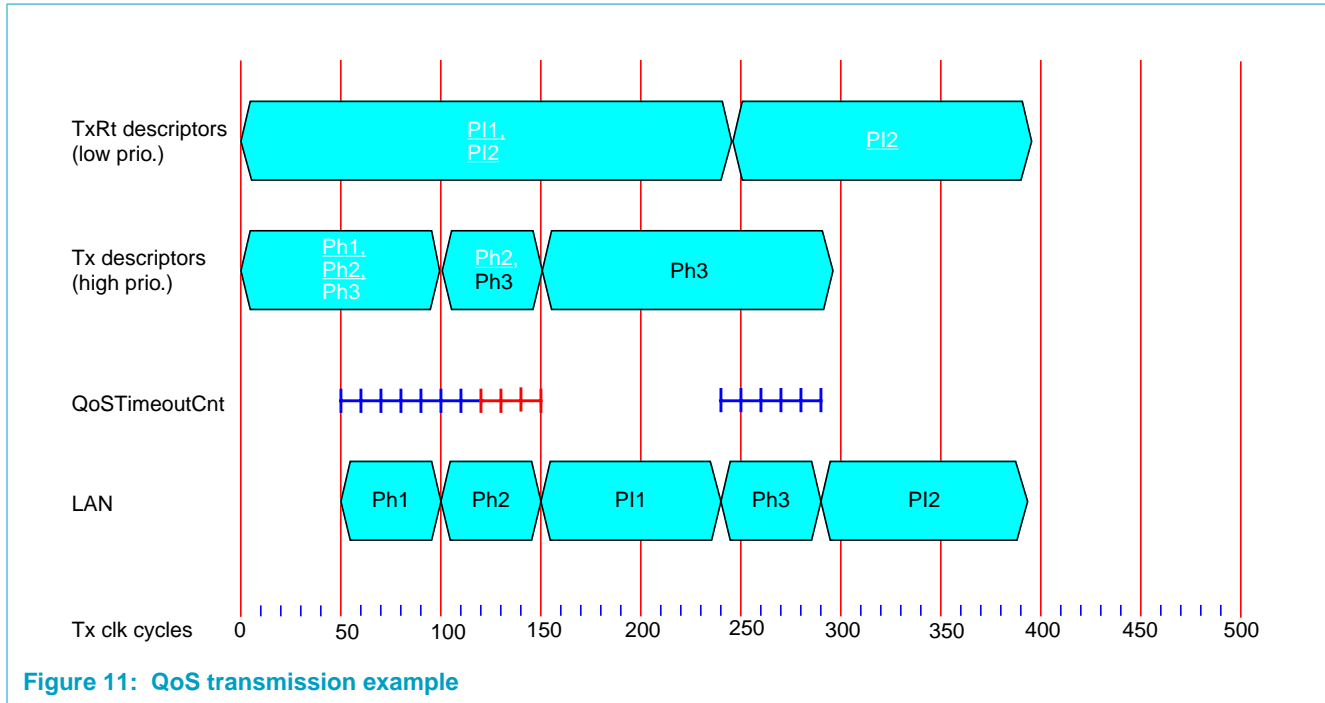 TxRt descriptors
(low prio.)
Pl1,
Pl2
Pl2
Tx descriptors
(high prio.)
Ph1,
Ph2,
Ph3
Ph2,
Ph3
Ph3
QoSTimeoutCnt
LAN
Ph1
Ph2
Pl1
Ph3
Pl2
Tx clk cycles
0
50
100
150
200
250
300
350
400
450
500
Figure 11: QoS transmission example